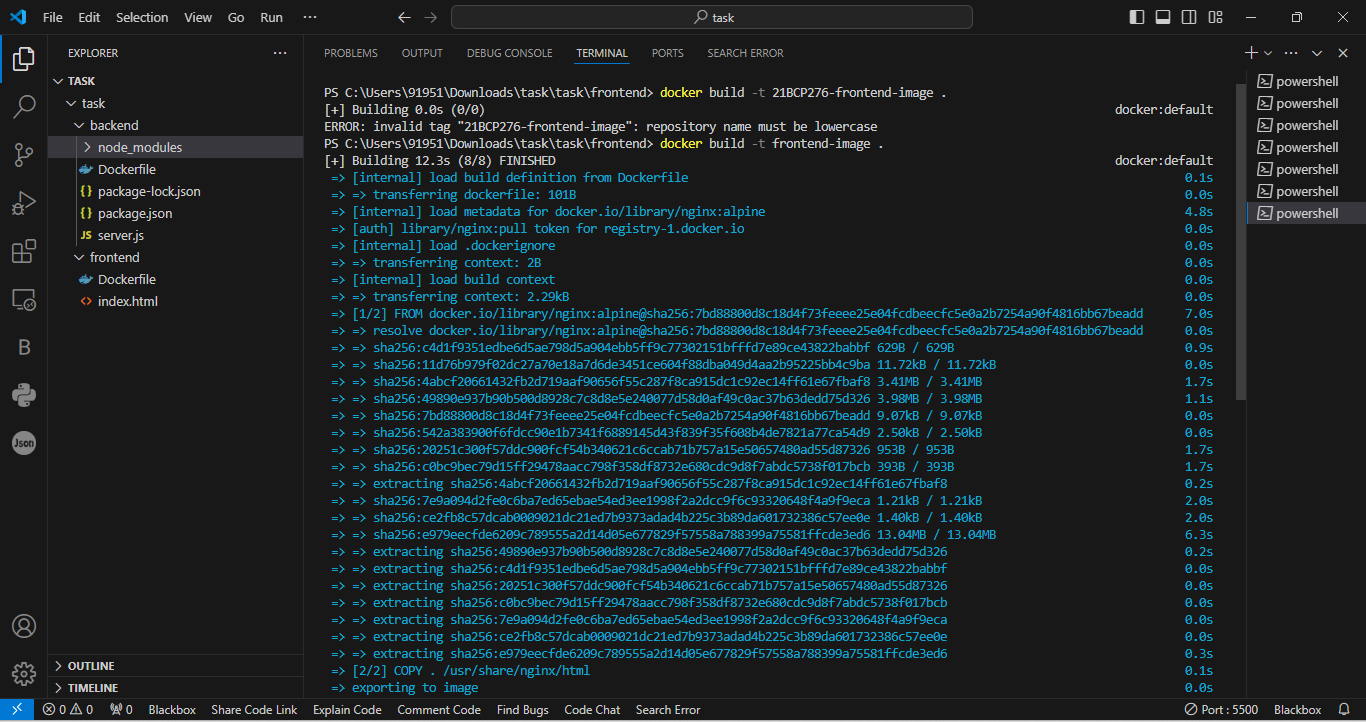 File Edit Selection View Go Run ··· task
EXPLORER ···
TASK
task
backend
node_modules
Dockerfile
{} package-lock.json
{} package.json
JS server.js
frontend
Dockerfile
<> index.html
OUTLINE
TIMELINE
B
Json
PROBLEMS OUTPUT DEBUG CONSOLE TERMINAL PORTS SEARCH ERROR
PS C:\Users\91951\Downloads\task\task\frontend> docker build -t 21BCP276-frontend-image .
[+] Building 0.0s (0/0) docker:default
ERROR: invalid tag "21BCP276-frontend-image": repository name must be lowercase
PS C:\Users\91951\Downloads\task\task\frontend> docker build -t frontend-image .
[+] Building 12.3s (8/8) FINISHED docker:default
=> [internal] load build definition from Dockerfile 0.1s
=> => transferring dockerfile: 101B 0.0s
=> [internal] load metadata for docker.io/library/nginx:alpine 4.8s
=> [auth] library/nginx:pull token for registry-1.docker.io 0.0s
=> [internal] load .dockerignore 0.0s
=> => transferring context: 2B 0.0s
=> [internal] load build context 0.0s
=> => transferring context: 2.29kB 0.0s
=> [1/2] FROM docker.io/library/nginx:alpine@sha256:7bd88800d8c18d4f73feeee25e04fcdbeecfc5e0a2b7254a90f4816bb67beadd 7.0s
=> => resolve docker.io/library/nginx:alpine@sha256:7bd88800d8c18d4f73feeee25e04fcdbeecfc5e0a2b7254a90f4816bb67beadd 0.0s
=> => sha256:c4d1f9351edbe6d5ae798d5a904ebb5ff9c77302151bfffd7e89ce43822babbf 629B / 629B 0.9s
=> => sha256:11d76b979f02dc27a70e18a7d6de3451ce604f88dba049d4aa2b95225bb4c9ba 11.72kB / 11.72kB 0.0s
=> => sha256:4abcf20661432fb2d719aaf90656f55c287f8ca915dc1c92ec14ff61e67fbaf8 3.41MB / 3.41MB 1.7s
=> => sha256:49890e937b90b500d8928c7c8d8e5e240077d58d0af49c0ac37b63dedd75d326 3.98MB / 3.98MB 1.1s
=> => sha256:7bd88800d8c18d4f73feeee25e04fcdbeecfc5e0a2b7254a90f4816bb67beadd 9.07kB / 9.07kB 0.0s
=> => sha256:542a383900f6fdcc90e1b7341f6889145d43f839f35f608b4de7821a77ca54d9 2.50kB / 2.50kB 0.0s
=> => sha256:20251c300f57ddc900fcf54b340621c6ccab71b757a15e50657480ad55d87326 953B / 953B 1.7s
=> => sha256:c0bc9bec79d15ff29478aacc798f358df8732e680cdc9d8f7abdc5738f017bcb 393B / 393B 1.7s
=> => extracting sha256:4abcf20661432fb2d719aaf90656f55c287f8ca915dc1c92ec14ff61e67fbaf8 0.2s
=> => sha256:7e9a094d2fe0c6ba7ed65ebae54ed3ee1998f2a2dcc9f6c93320648f4a9f9eca 1.21kB / 1.21kB 2.0s
=> => sha256:ce2fb8c57dcab0009021dc21ed7b9373adad4b225c3b89da601732386c57ee0e 1.40kB / 1.40kB 2.0s
=> => sha256:e979eecfde6209c789555a2d14d05e677829f57558a788399a75581ffcde3ed6 13.04MB / 13.04MB 6.3s
=> => extracting sha256:49890e937b90b500d8928c7c8d8e5e240077d58d0af49c0ac37b63dedd75d326 0.2s
=> => extracting sha256:c4d1f9351edbe6d5ae798d5a904ebb5ff9c77302151bfffd7e89ce43822babbf 0.0s
=> => extracting sha256:20251c300f57ddc900fcf54b340621c6ccab71b757a15e50657480ad55d87326 0.0s
=> => extracting sha256:c0bc9bec79d15ff29478aacc798f358df8732e680cdc9d8f7abdc5738f017bcb 0.0s
=> => extracting sha256:7e9a094d2fe0c6ba7ed65ebae54ed3ee1998f2a2dcc9f6c93320648f4a9f9eca 0.0s
=> => extracting sha256:ce2fb8c57dcab0009021dc21ed7b9373adad4b225c3b89da601732386c57ee0e 0.0s
=> => extracting sha256:e979eecfde6209c789555a2d14d05e677829f57558a788399a75581ffcde3ed6 0.3s
=> [2/2] COPY . /usr/share/nginx/html 0.1s
=> exporting to image 0.0s
powershell
powershell
powershell
powershell
powershell
powershell
powershell
0 0 0 Blackbox Share Code Link Explain Code Comment Code Find Bugs Code Chat Search Error Port : 5500 Blackbox